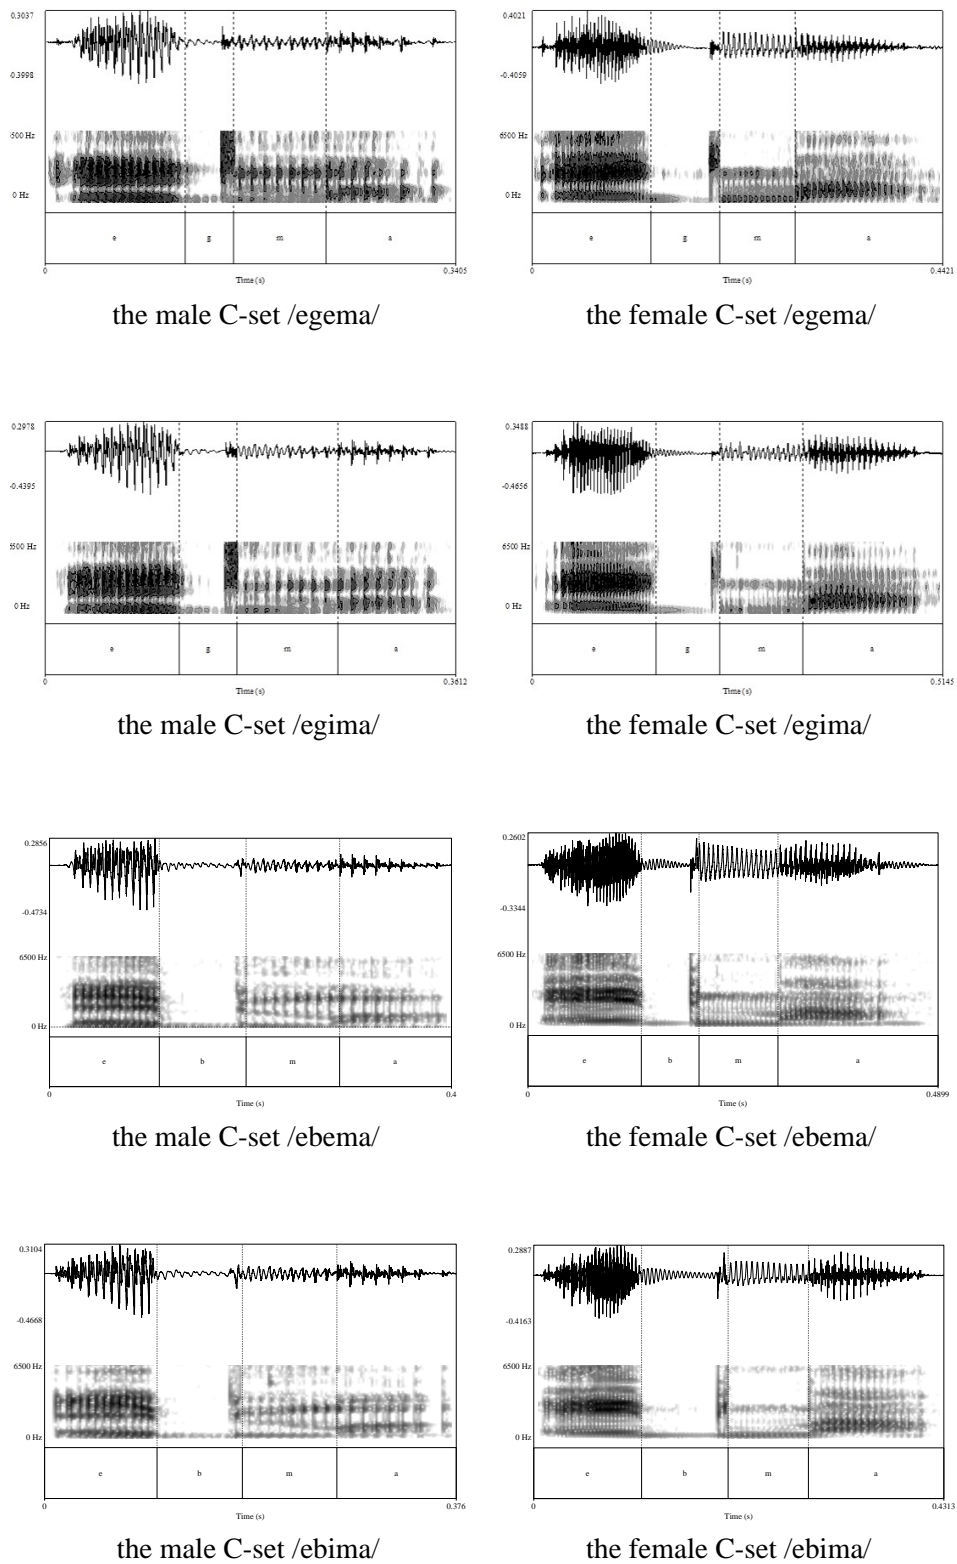 0.3037
-0.3998
500 Hz
0 Hz
e g m a
0 0.3405
Time (s)
the male C-set /egema/
0.4021
-0.4059
6500 Hz
0 Hz
e g m a
0 0.4421
Time (s)
the female C-set /egema/
0.2978
-0.4395
6500 Hz
0 Hz
e g m a
0 0.3612
Time (s)
the male C-set /egima/
0.3488
-0.4656
6500 Hz
0 Hz
e g m a
0 0.5145
Time (s)
the female C-set /egima/
0.2856
-0.4734
6500 Hz
0 Hz
e b m a
0 0.4
Time (s)
the male C-set /ebema/
0.2602
-0.3344
6500 Hz
0 Hz
e b m a
0 0.4899
Time (s)
the female C-set /ebema/
0.3104
-0.4668
6500 Hz
0 Hz
e b m a
0 0.376
Time (s)
the male C-set /ebima/
0.2887
-0.4163
6500 Hz
0 Hz
e b m a
0 0.4313
Time (s)
the female C-set /ebima/